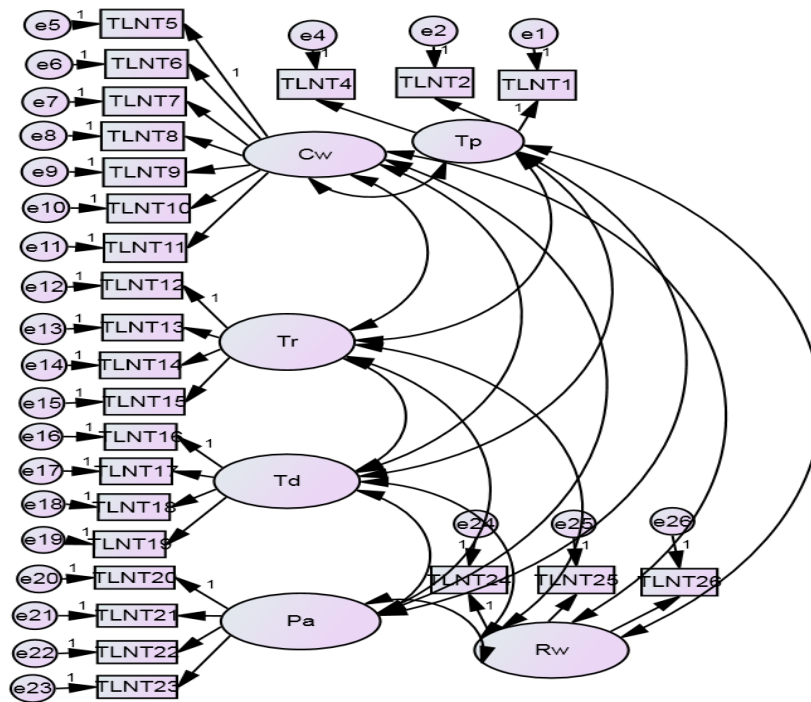 e5 1 TLNT5
e4 e2 e1
1 1 1
e6 1 TLNT6
1
TLNT4 TLNT2 TLNT1
e7 1 TLNT7
1
e8 1 TLNT8
Cw Tp
e9 1 TLNT9
e10 1 TLNT10
e11 1 TLNT11
e12 1 TLNT12
1
e13 1 TLNT13
Tr
e14 1 TLNT14
e15 1 TLNT15
e16 1 TLNT16
1
e17 1 TLNT17
Td
e18 1 TLNT18
e19 1 TLNT19
e24 e25 e26
1 1 1
e20 1 TLNT20
TLNT24 TLNT25 TLNT26
1
1
e21 1 TLNT21
Pa
e22 1 TLNT22
Rw
e23 1 TLNT23